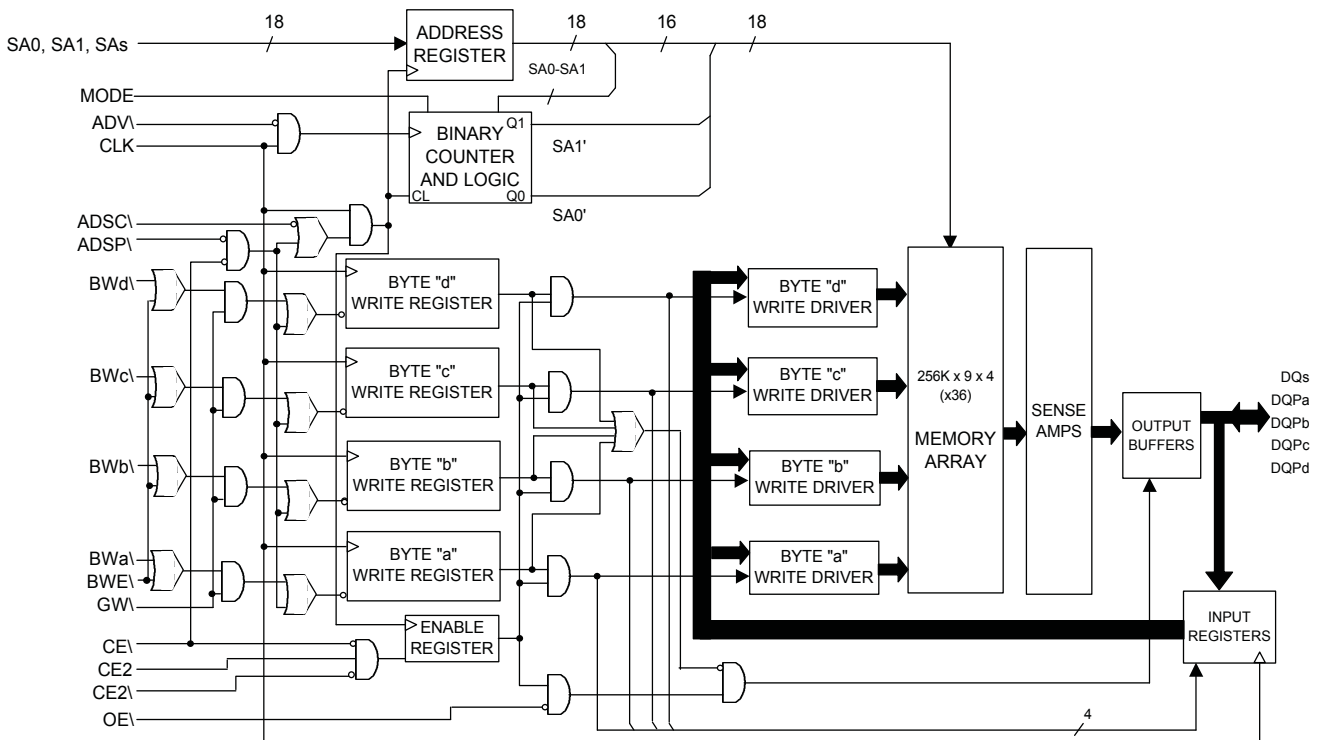 18
ADDRESS
REGISTER
18
16
18
SA0, SA1, SAs
SA0-SA1
MODE
ADV\
CLK
BINARY
COUNTER
AND LOGIC
Q1
CL
Q0
SA1'
SA0'
ADSC\
ADSP\
BWd\
BYTE "d"
WRITE REGISTER
BYTE "d"
WRITE DRIVER
BWc\
BYTE "c"
WRITE REGISTER
BYTE "c"
WRITE DRIVER
256K x 9 x 4
(x36)
MEMORY
ARRAY
SENSE
AMPS
OUTPUT
BUFFERS
DQs
DQPa
DQPb
DQPc
DQPd
BWb\
BYTE "b"
WRITE REGISTER
BYTE "b"
WRITE DRIVER
BWa\
BWE\
GW\
BYTE "a"
WRITE REGISTER
BYTE "a"
WRITE DRIVER
INPUT
REGISTERS
ENABLE
REGISTER
CE\
CE2
CE2\
OE\
4